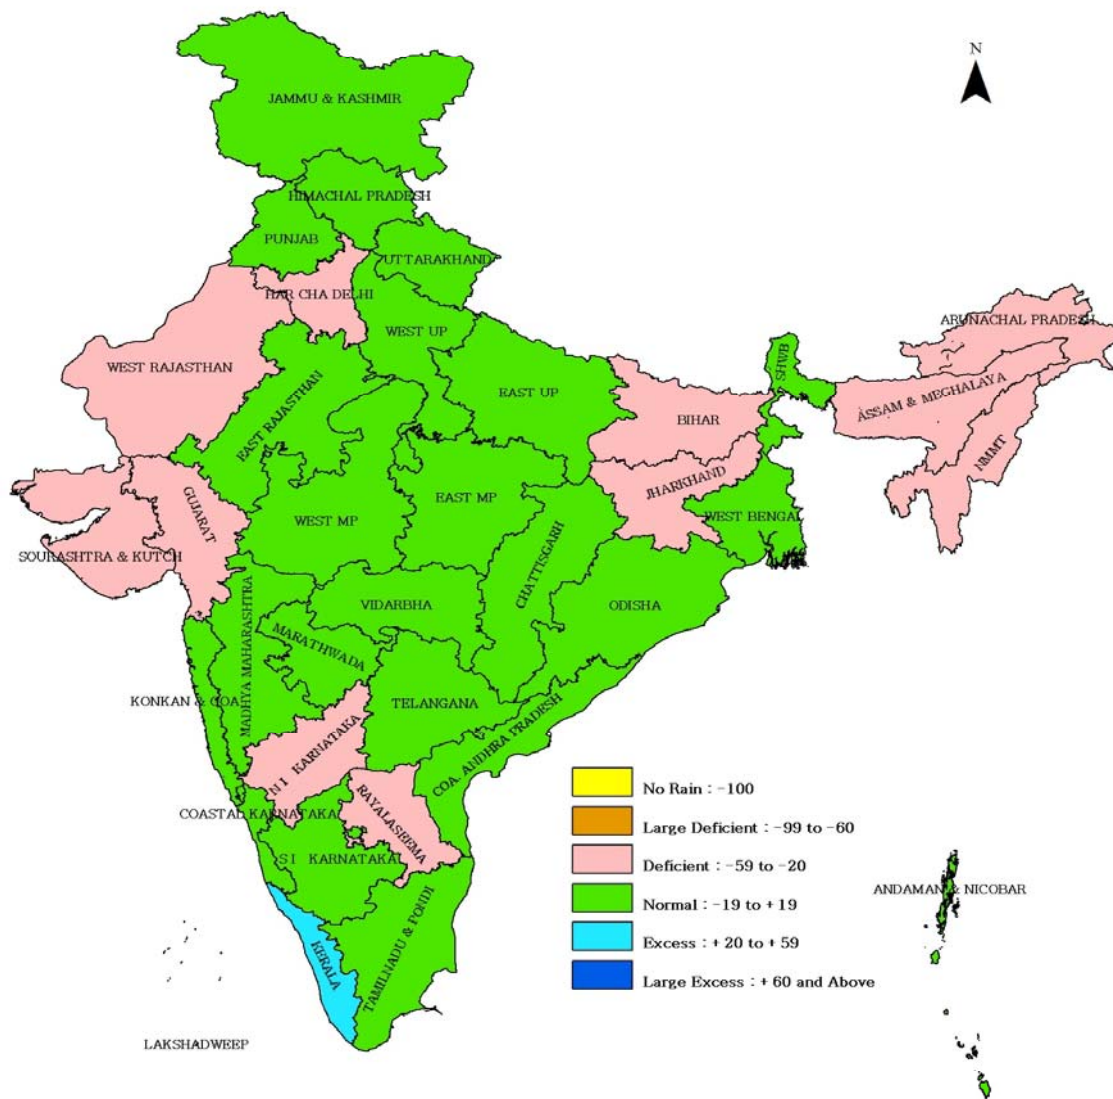 N
JAMMU & KASHMIR
HIMACHAL PRADESH
PUNJAB
UTTARAKHAND
HAR CHA DELHI
ARUNACHAL PRADESH
WEST UP
SHWB
WEST RAJASTHAN
EAST RAJASTHAN
EAST UP
ASSAM & MEGHALAYA
BIHAR
NMMT
JHARKHAND
GUJARAT
EAST MP
WEST MP
WEST BENGAL
SOURASHTRA & KUTCH
CHATTISGARH
VIDARBHA
ODISHA
MADHYA MAHARASHTRA
MARATHWADA
KONKAN & GOA
TELANGANA
COA. ANDHRA PRADESH
N I KARNATAKA
RAYALASEEMA
COASTAL KARNATAKA
S I KARNATAKA
KERALA
TAMILNADU & PONDI
ANDAMAN & NICOBAR
LAKSHADWEEP
No Rain : -100
Large Deficient : -99 to -60
Deficient : -59 to -20
Normal : -19 to +19
Excess : +20 to +59
Large Excess : +60 and Above